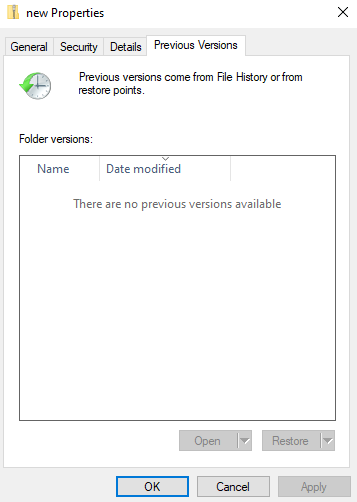 new Properties
General Security Details Previous Versions
Previous versions come from File History or from
restore points.
Folder versions:
Name Date modified
There are no previous versions available
Open Restore
OK Cancel Apply